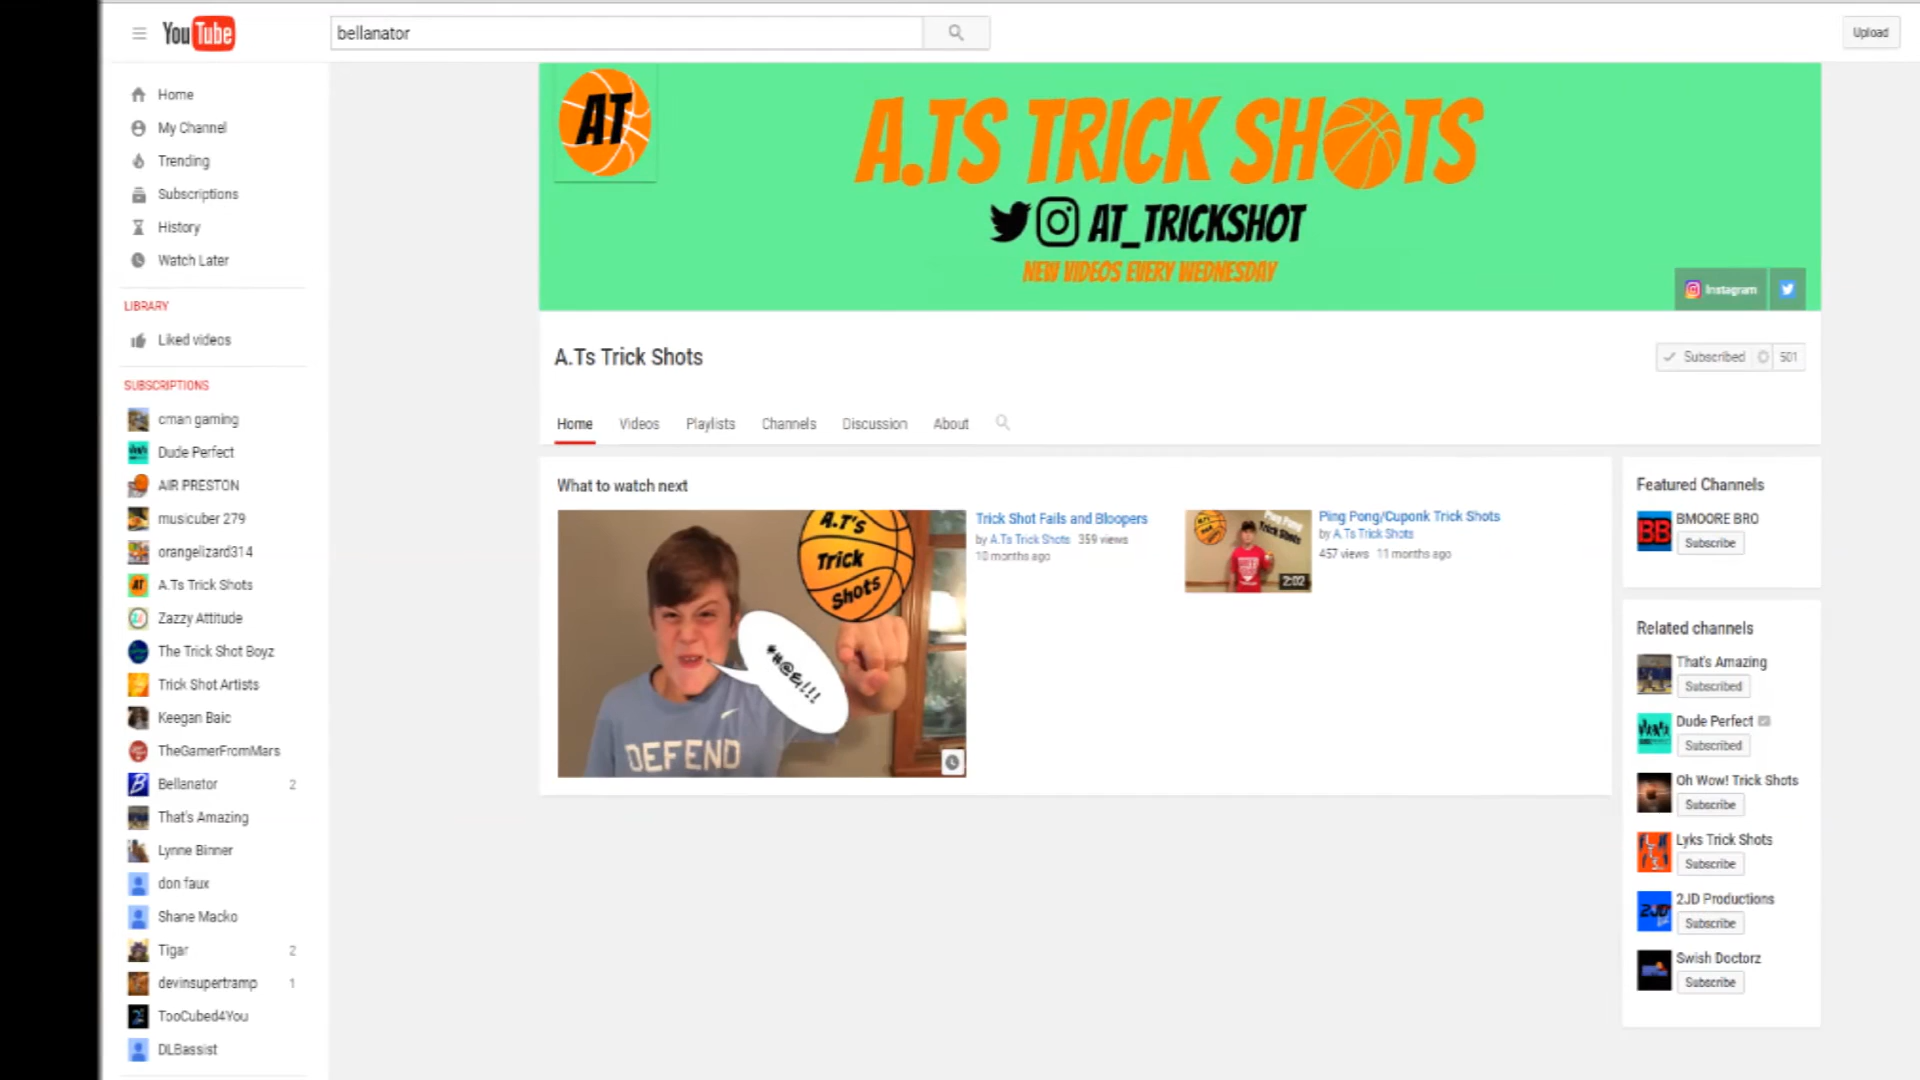 YouTube
bellanator
Upload
Home
My Channel
Trending
Subscriptions
History
Watch Later
LIBRARY
Liked videos
SUBSCRIPTIONS
cman gaming
Dude Perfect
AIR PRESTON
musicuber 279
orangelizard314
A.Ts Trick Shots
Zazzy Attitude
The Trick Shot Boyz
Trick Shot Artists
Keegan Baic
TheGamerFromMars
Bellanator 2
That's Amazing
Lynne Binner
don faux
Shane Macko
Tigar 2
devinsupertramp 1
TooCubed4You
DLBassist
AT
A.TS TRICK SHOTS
AT_TRICKSHOT
NEW VIDEOS EVERY WEDNESDAY
Instagram
A.Ts Trick Shots
Subscribed 501
Home Videos Playlists Channels Discussion About
What to watch next
A.T'S
Trick
Shots
#@&!!!
DEFEND
Trick Shot Fails and Bloopers
by A.Ts Trick Shots 359 views
10 months ago
Ping Pong
Trick Shots
2:02
Ping Pong/Cuponk Trick Shots
by A.Ts Trick Shots
457 views 11 months ago
Featured Channels
BB
BMOORE BRO
Subscribe
Related channels
That's Amazing
Subscribed
Dude Perfect
Subscribed
Oh Wow! Trick Shots
Subscribe
Lyks Trick Shots
Subscribe
2JD
2JD Productions
Subscribe
Swish Doctorz
Subscribe